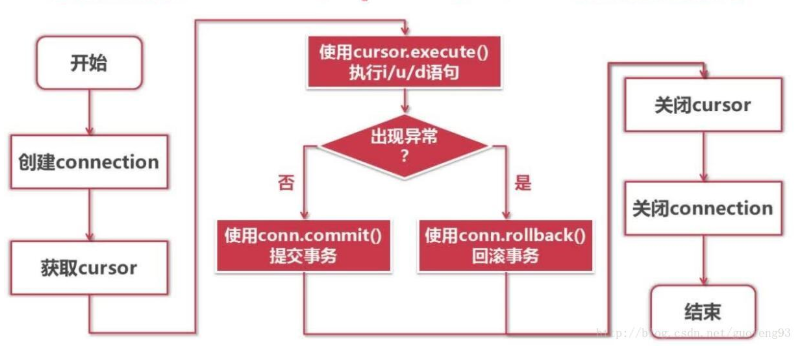 开始
创建connection
获取cursor
使用cursor.execute()
执行i/u/d语句
出现异常
?
否
是
使用conn.commit()
提交事务
使用conn.rollback()
回滚事务
关闭cursor
关闭connection
结束
http://blog.csdn.net/guofeng93